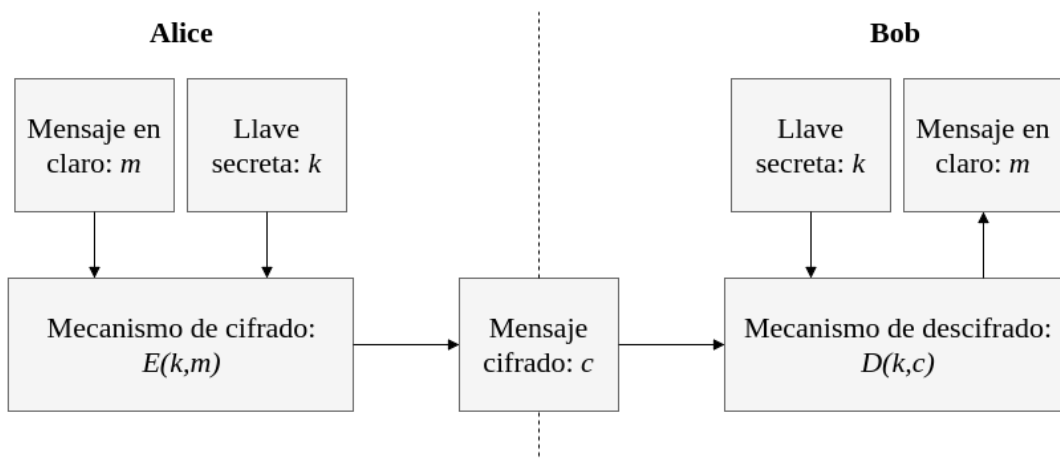 Alice
Bob
Mensaje en
claro: m
Llave
secreta: k
Llave
secreta: k
Mensaje en
claro: m
Mecanismo de cifrado:
E(k,m)
Mensaje
cifrado: c
Mecanismo de descifrado:
D(k,c)